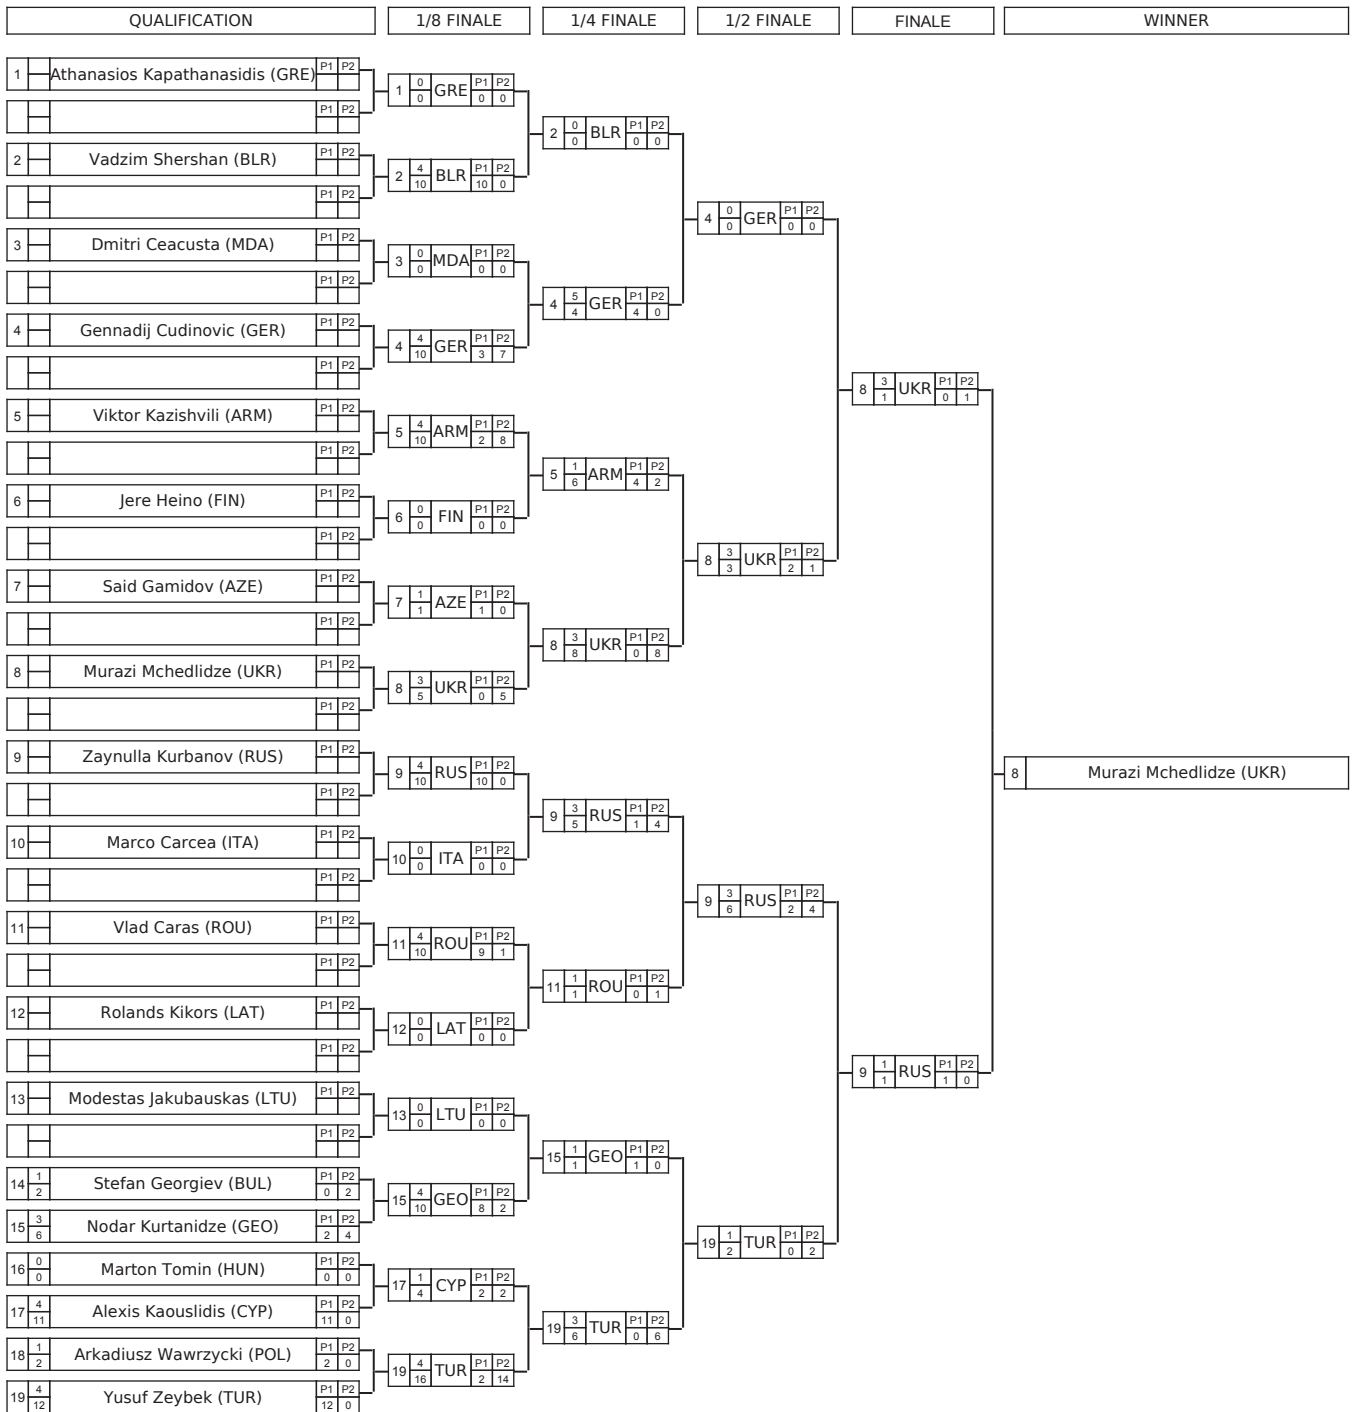 QUALIFICATION 1/8 FINALE 1/4 FINALE 1/2 FINALE FINALE WINNER
1 Athanasios Kapathanasidis (GRE) P1 P2
1 0 0 GRE P1 P2 0 0
P1 P2
2 0 0 BLR P1 P2 0 0
2 Vadzim Shershan (BLR) P1 P2
2 4 10 BLR P1 P2 10 0
P1 P2
4 0 0 GER P1 P2 0 0
3 Dmitri Ceacusta (MDA) P1 P2
3 0 0 MDA P1 P2 0 0
P1 P2
4 5 4 GER P1 P2 4 0
4 Gennadij Cudinovic (GER) P1 P2
4 4 10 GER P1 P2 3 7
P1 P2
8 3 1 UKR P1 P2 0 1
5 Viktor Kazishvili (ARM) P1 P2
5 4 10 ARM P1 P2 2 8
P1 P2
5 1 6 ARM P1 P2 4 2
6 Jere Heino (FIN) P1 P2
6 0 0 FIN P1 P2 0 0
P1 P2
8 3 3 UKR P1 P2 2 1
7 Said Gamidov (AZE) P1 P2
7 1 1 AZE P1 P2 1 0
P1 P2
8 3 8 UKR P1 P2 0 8
8 Murazi Mchedlidze (UKR) P1 P2
8 3 5 UKR P1 P2 0 5
P1 P2
9 Zaynulla Kurbanov (RUS) P1 P2
9 4 10 RUS P1 P2 10 0
8 Murazi Mchedlidze (UKR)
P1 P2
9 3 5 RUS P1 P2 1 4
10 Marco Carcea (ITA) P1 P2
10 0 0 ITA P1 P2 0 0
P1 P2
9 3 6 RUS P1 P2 2 4
11 Vlad Caras (ROU) P1 P2
11 4 10 ROU P1 P2 9 1
P1 P2
11 1 1 ROU P1 P2 0 1
12 Rolands Kikors (LAT) P1 P2
12 0 0 LAT P1 P2 0 0
P1 P2
9 1 1 RUS P1 P2 1 0
13 Modestas Jakubauskas (LTU) P1 P2
13 0 0 LTU P1 P2 0 0
P1 P2
15 1 1 GEO P1 P2 1 0
14 1 2 Stefan Georgiev (BUL) P1 P2 0 2
15 4 10 GEO P1 P2 8 2
15 3 6 Nodar Kurtanidze (GEO) P1 P2 2 4
19 1 2 TUR P1 P2 0 2
16 0 0 Marton Tomin (HUN) P1 P2 0 0
17 1 4 CYP P1 P2 2 2
17 4 11 Alexis Kaouslidis (CYP) P1 P2 11 0
19 3 6 TUR P1 P2 0 6
18 1 2 Arkadiusz Wawrzycki (POL) P1 P2 2 0
19 4 16 TUR P1 P2 2 14
19 4 12 Yusuf Zeybek (TUR) P1 P2 12 0